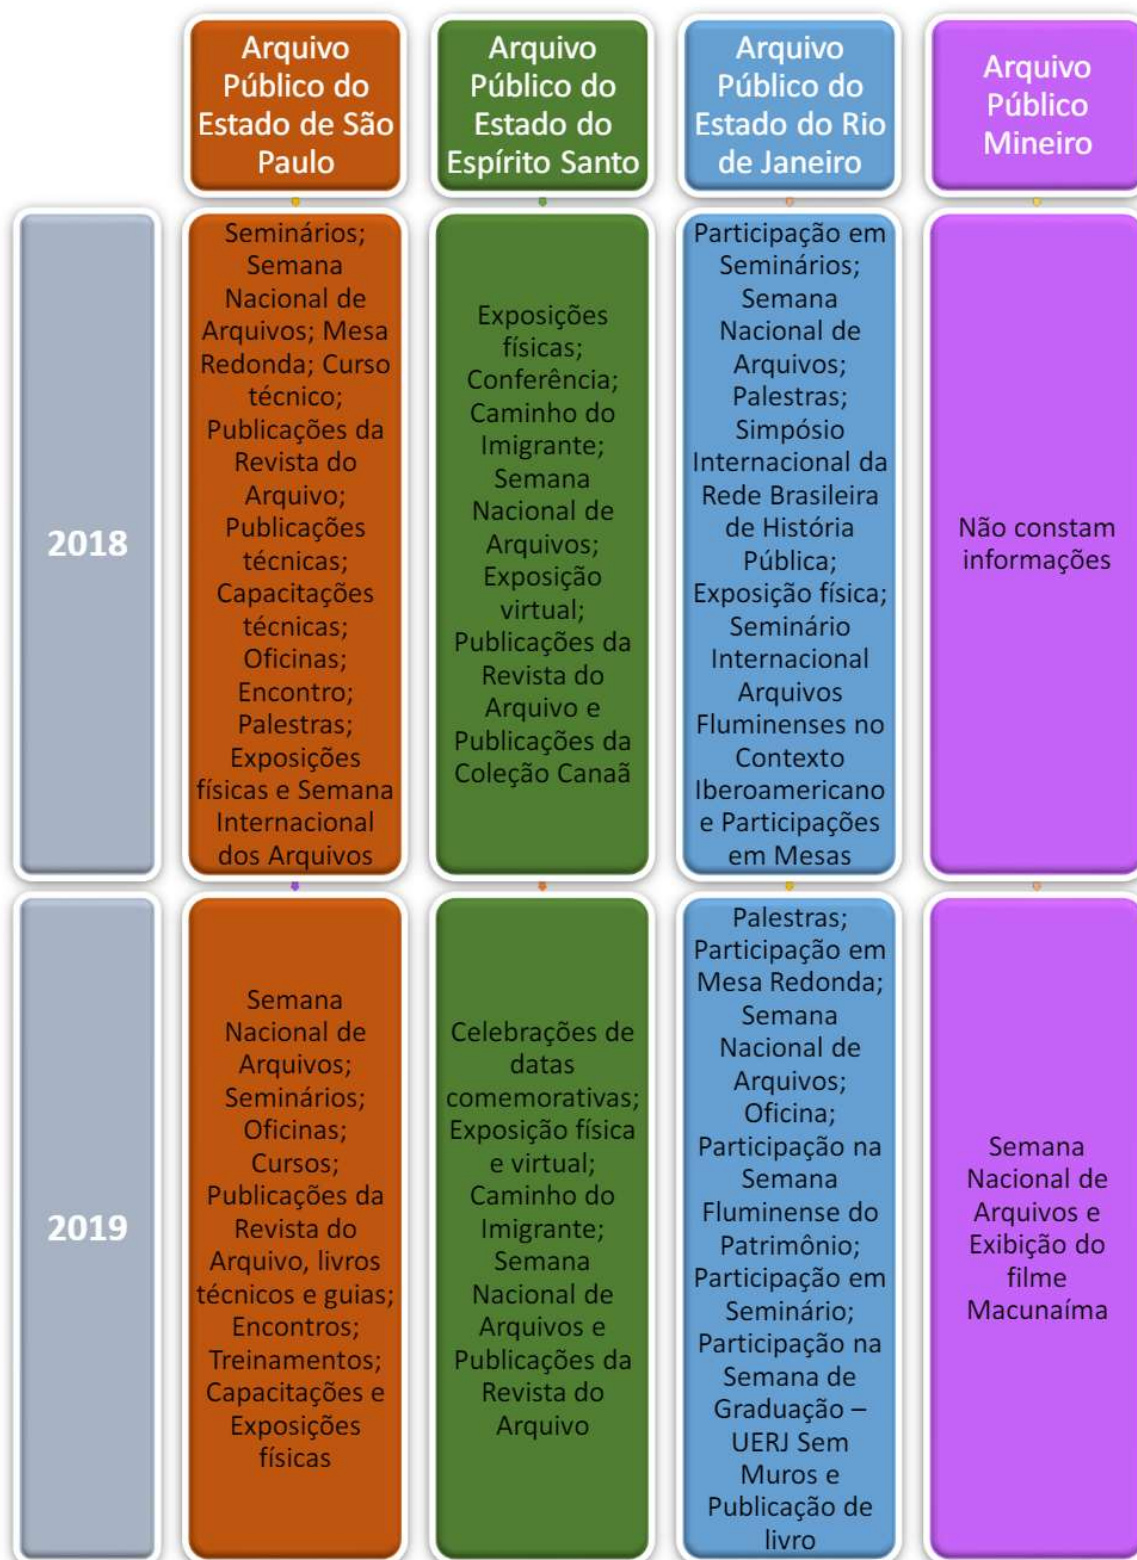 Arquivo
Público do
Estado de São
Paulo
Arquivo
Público do
Estado do
Espírito Santo
Arquivo
Público do
Estado do Rio
de Janeiro
Arquivo
Público
Mineiro
2018
Seminários;
Semana
Nacional de
Arquivos; Mesa
Redonda; Curso
técnico;
Publicações da
Revista do
Arquivo;
Publicações
técnicas;
Capacitações
técnicas;
Oficinas;
Encontro;
Palestras;
Exposições
físicas e Semana
Internacional
dos Arquivos
Exposições
físicas;
Conferência;
Caminho do
Imigrante;
Semana
Nacional de
Arquivos;
Exposição
virtual;
Publicações da
Revista do
Arquivo e
Publicações da
Coleção Canaã
Participação em
Seminários;
Semana
Nacional de
Arquivos;
Palestras;
Simpósio
Internacional da
Rede Brasileira
de História
Pública;
Exposição física;
Seminário
Internacional
Arquivos
Fluminenses no
Contexto
Iberoamericano
e Participações
em Mesas
Não constam
informações
2019
Semana
Nacional de
Arquivos;
Seminários;
Oficinas;
Cursos;
Publicações da
Revista do
Arquivo, livros
técnicos e guias;
Encontros;
Treinamentos;
Capacitações e
Exposições
físicas
Celebrações de
datas
comemorativas;
Exposição física
e virtual;
Caminho do
Imigrante;
Semana
Nacional de
Arquivos e
Publicações da
Revista do
Arquivo
Palestras;
Participação em
Mesa Redonda;
Semana
Nacional de
Arquivos;
Oficina;
Participação na
Semana
Fluminense do
Patrimônio;
Participação em
Seminário;
Participação na
Semana de
Graduação –
UERJ Sem
Muros e
Publicação de
livro
Semana
Nacional de
Arquivos e
Exibição do
filme
Macunaíma